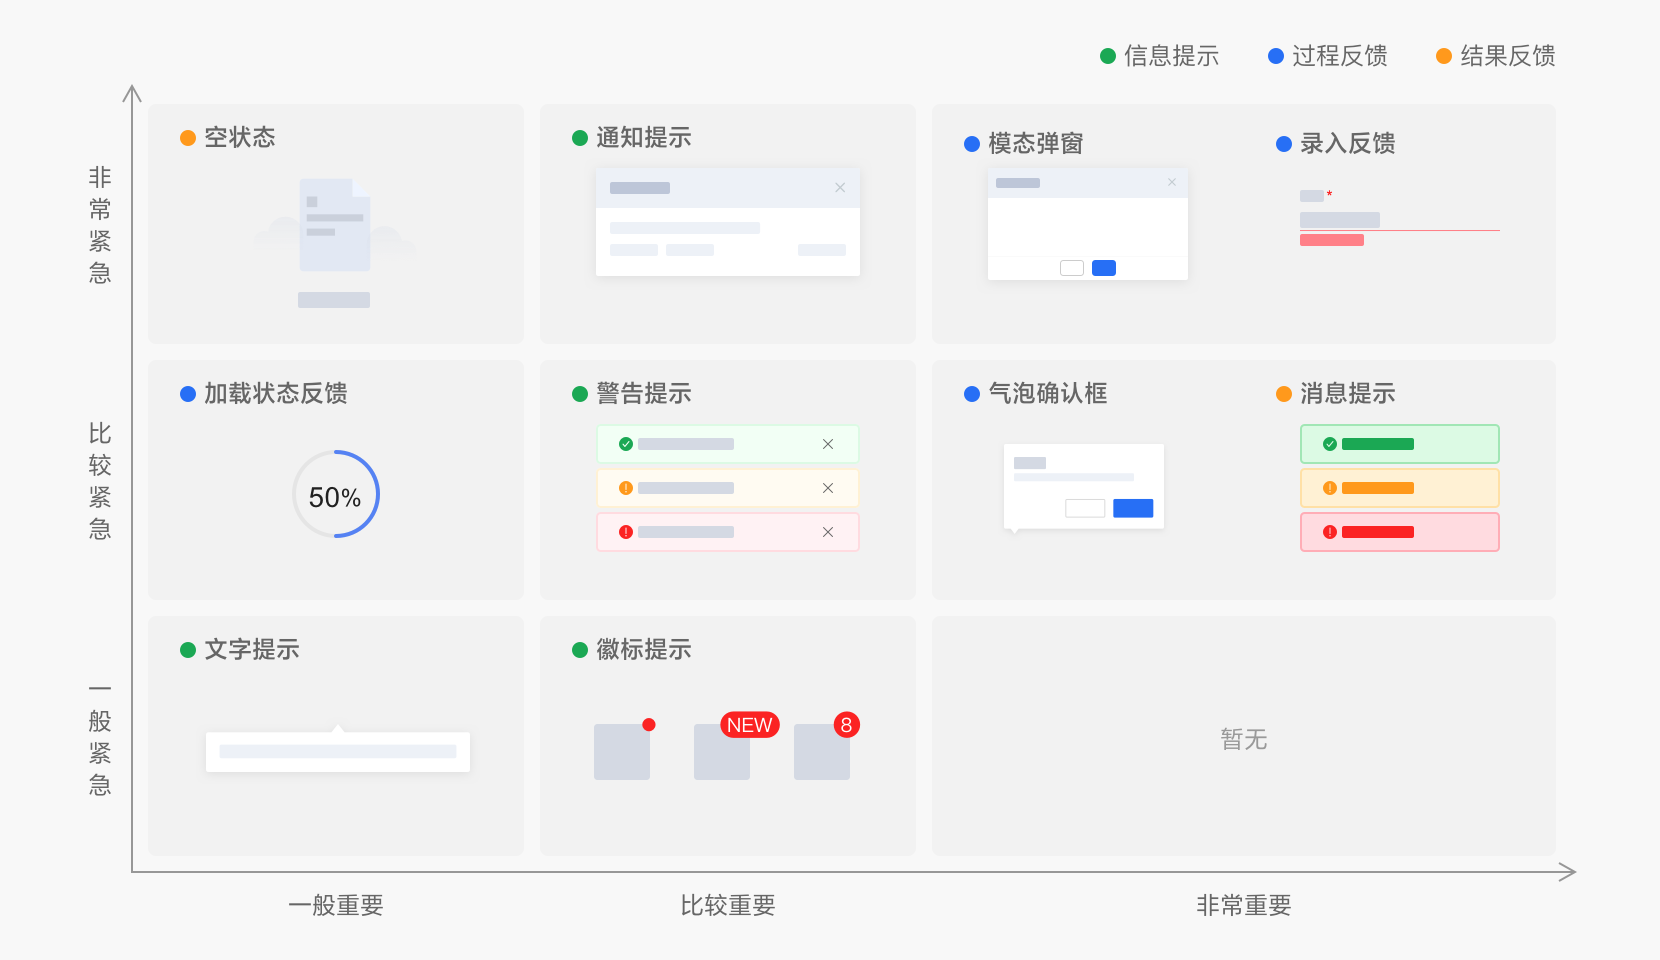 信息提示
过程反馈
结果反馈
非常紧急
空状态
通知提示
模态弹窗
录入反馈
*
比较紧急
加载状态反馈
50%
警告提示
气泡确认框
消息提示
一般紧急
文字提示
徽标提示
NEW
8
暂无
一般重要
比较重要
非常重要